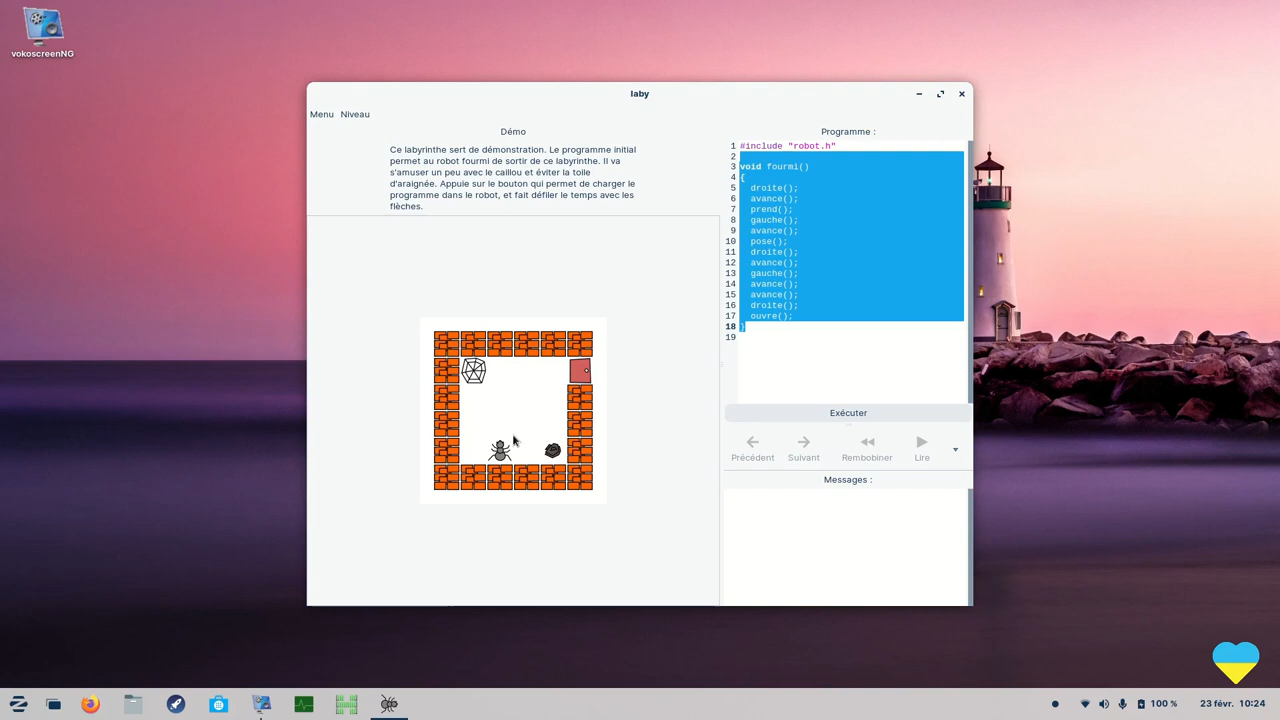 vokoscreenNG
laby
Menu Niveau
Démo
Ce labyrinthe sert de démonstration. Le programme initial
permet au robot fourmi de sortir de ce labyrinthe. Il va
s'amuser un peu avec le caillou et éviter la toile
d'araignée. Appuie sur le bouton qui permet de charger le
programme dans le robot, et fait défiler le temps avec les
flèches.
Programme :
1 #include "robot.h"
2
3 void fourmi()
4 {
5 droite();
6 avance();
7 prend();
8 gauche();
9 avance();
10 pose();
11 droite();
12 avance();
13 gauche();
14 avance();
15 avance();
16 droite();
17 ouvre();
18 }
19
Exécuter
Précédent Suivant Rembobiner Lire
Messages :
100 % 23 févr. 10:24